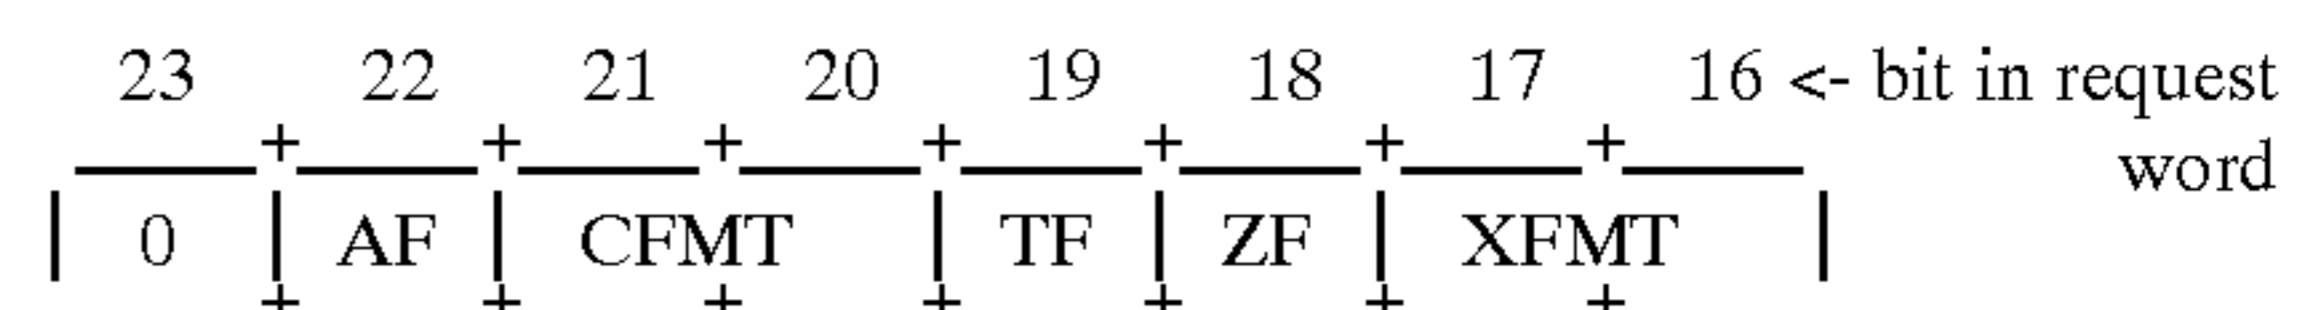 23 22 21 20 19 18 17 16 <- bit in request
word
| 0 | AF | CFMT | TF | ZF | XFMT |